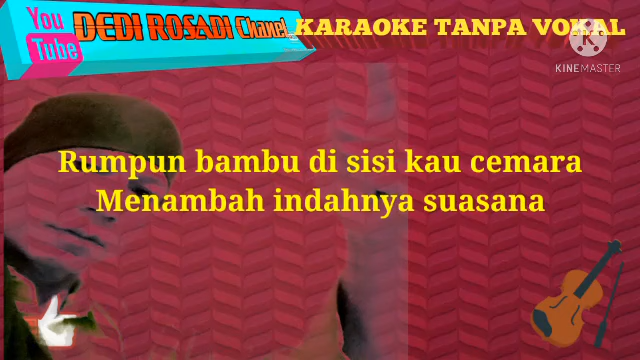 You
Tube
DEDI ROSADI Chanel
KARAOKE TANPA VOKAL
KINEMASTER
Rumpun bambu di sisi kau cemara
Menambah indahnya suasana